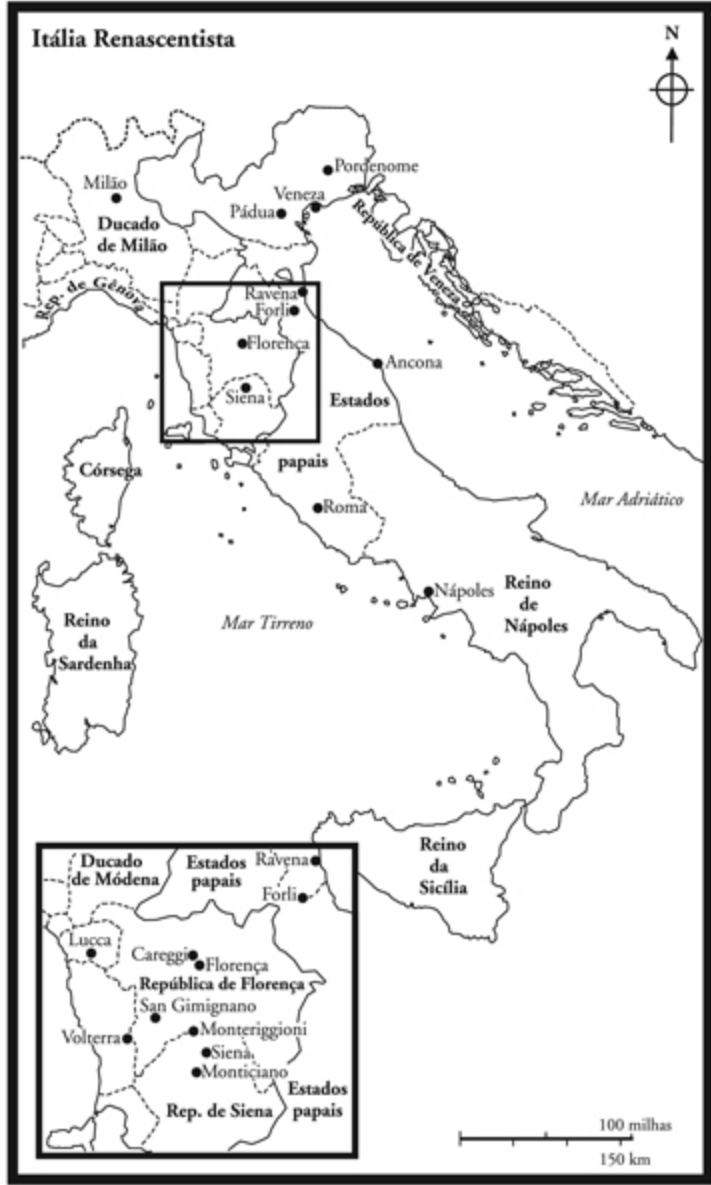 Itália Renascentista
N
Pordenome
Milão
Veneza
Pádua
Ducado
de Milão
República de Veneza
Rep. de Gênova
Ravena
Forli
Florença
Ancona
Siena
Estados
papais
Córsega
Mar Adriático
Roma
Nápoles
Reino
de
Nápoles
Mar Tirreno
Reino
da
Sardenha
Reino
da
Sicília
Ducado
de Módena
Estados
papais
Ravena
Forli
Lucca
Careggi
Florença
República de Florença
San Gimignano
Volterra
Monteriggioni
Siena
Monticiano
Rep. de Siena
Estados
papais
100 milhas
150 km